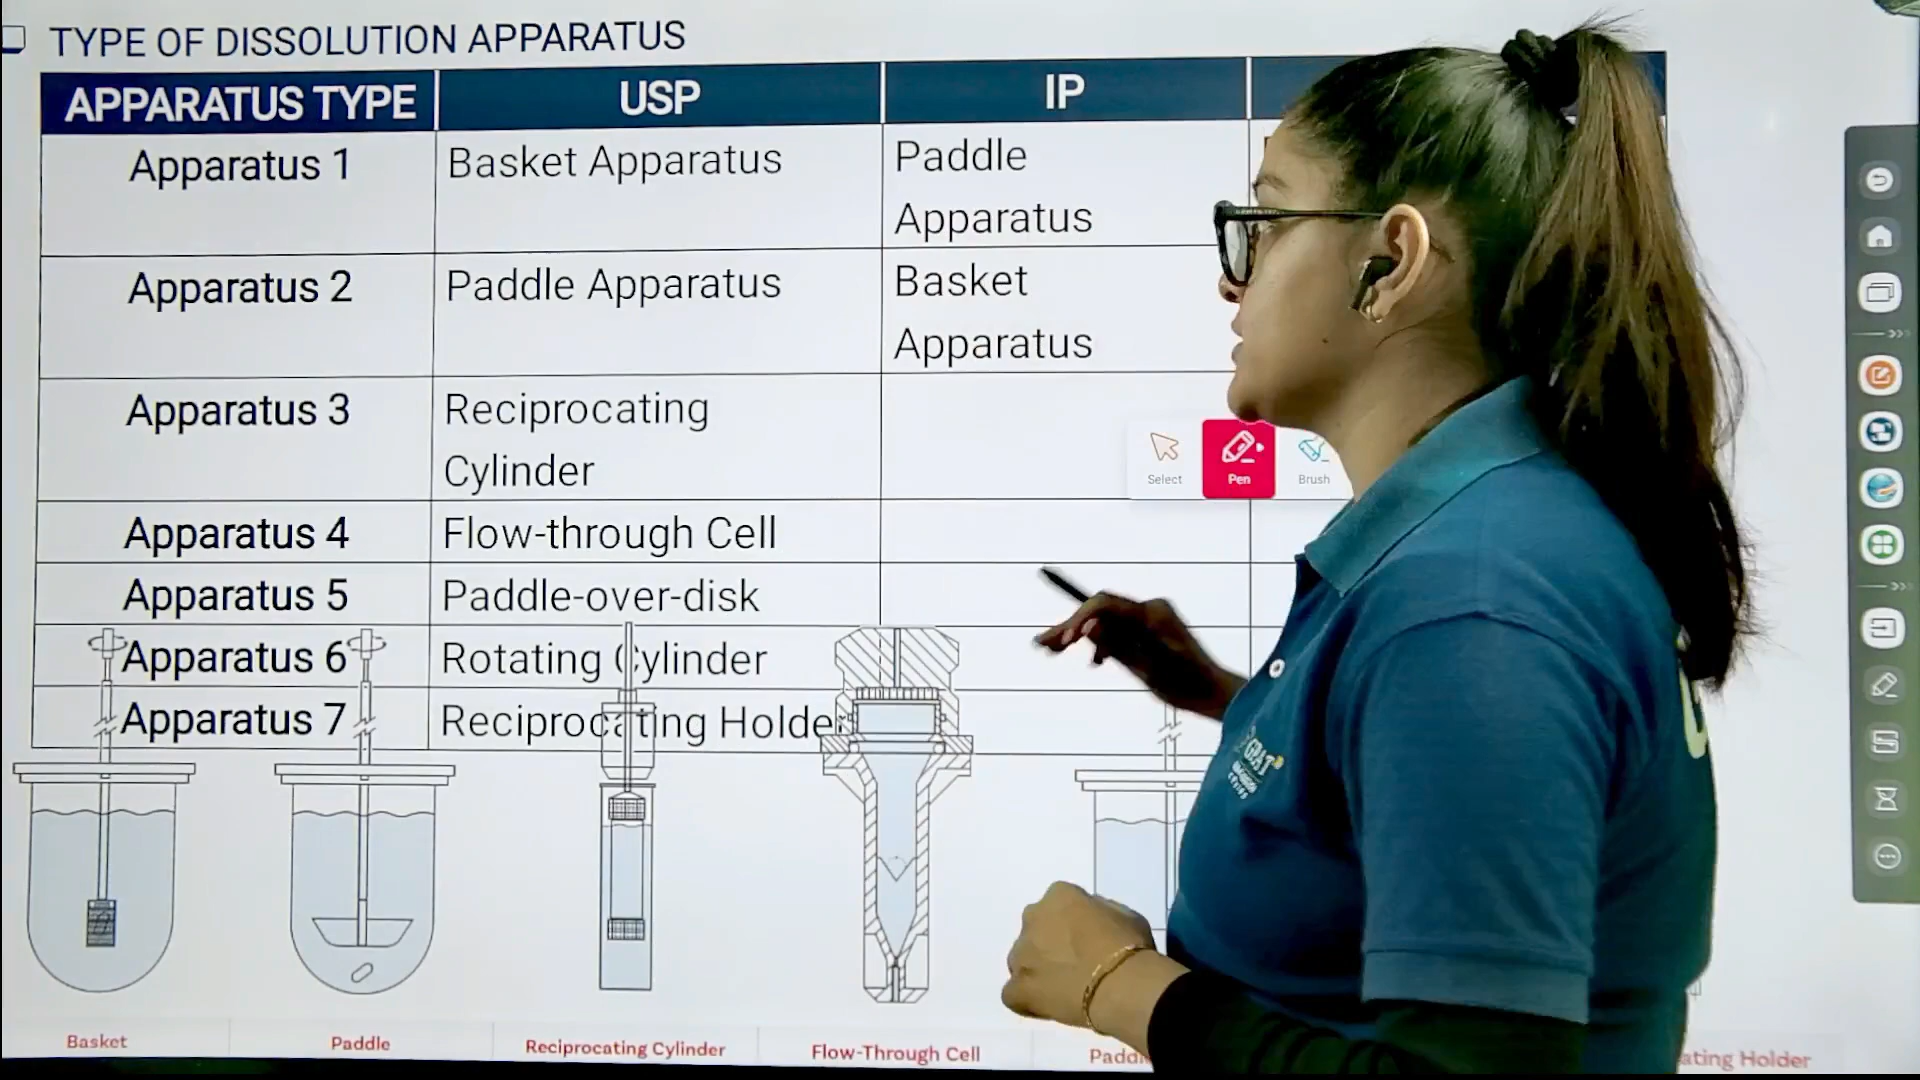 TYPE OF DISSOLUTION APPARATUS
APPARATUS TYPE USP IP
Apparatus 1 Basket Apparatus Paddle Apparatus
Apparatus 2 Paddle Apparatus Basket Apparatus
Apparatus 3 Reciprocating Cylinder
Select Pen Brush
Apparatus 4 Flow-through Cell
Apparatus 5 Paddle-over-disk
Apparatus 6 Rotating Cylinder
Apparatus 7 Reciprocating Holder
GPAT
Basket Paddle Reciprocating Cylinder Flow-Through Cell
Holder